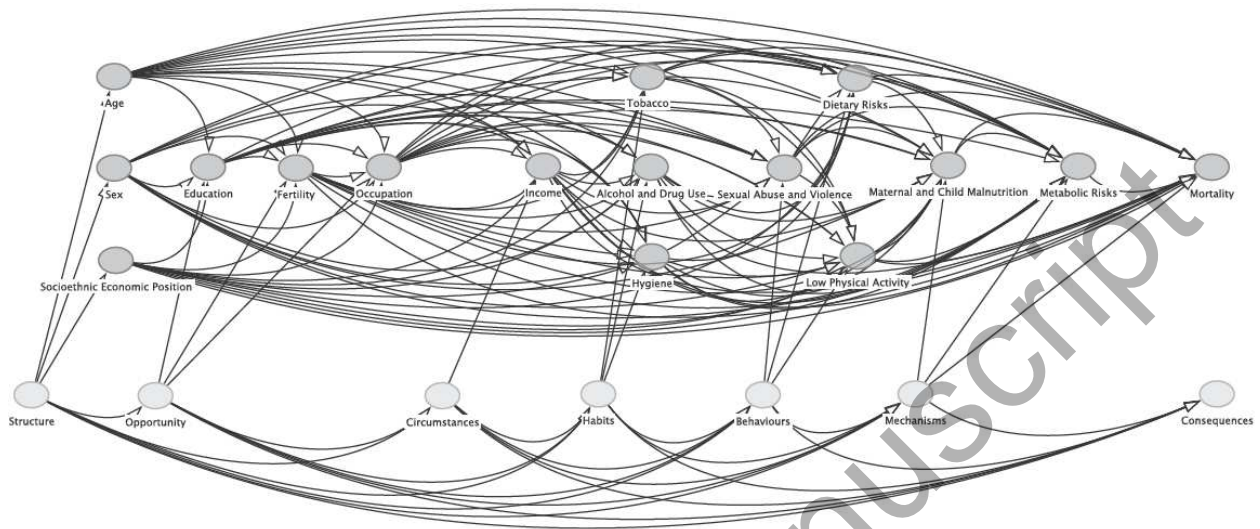 Age
Tobacco
Dietary Risks
Sex
Education
Fertility
Occupation
Income
Alcohol and Drug Use
Sexual Abuse and Violence
Maternal and Child Malnutrition
Metabolic Risks
Mortality
Socioethnic Economic Position
Hygiene
Low Physical Activity
Structure
Opportunity
Circumstances
Habits
Behaviours
Mechanisms
Consequences
nuscript